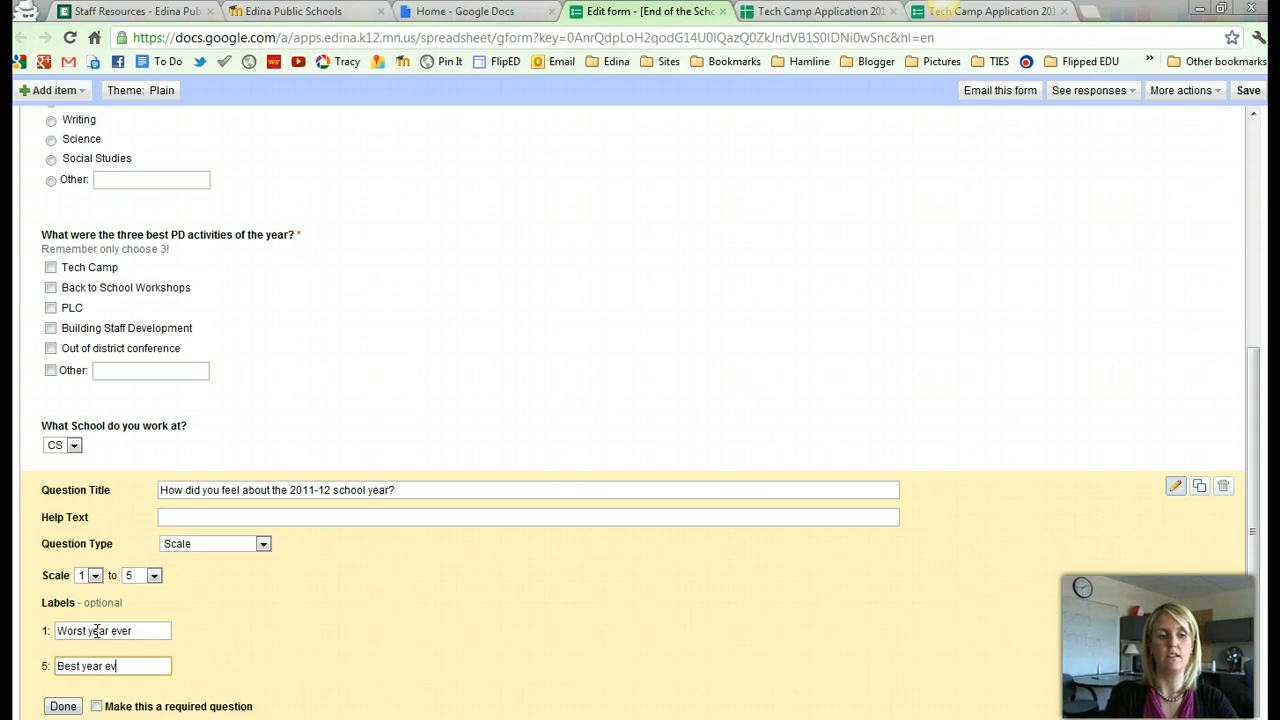 Staff Resources - Edina Pub
Edina Public Schools
Home - Google Docs
Edit form - [End of the Scho
Tech Camp Application 201
Tech Camp Application 201
https://docs.google.com/a/apps.edina.k12.mn.us/spreadsheet/gform?key=0AnrQdpLoH2qodG14U0lQazQ0ZkJndVB1S0lDNi0wSnc&hl=en
To Do
Tracy
Pin It
FlipED
Email
Edina
Sites
Bookmarks
Hamline
Blogger
Pictures
TIES
Flipped EDU
»
Other bookmarks
Add item
Theme: Plain
Email this form
See responses
More actions
Save
Writing
Science
Social Studies
Other:
What were the three best PD activities of the year? *
Remember only choose 3!
Tech Camp
Back to School Workshops
PLC
Building Staff Development
Out of district conference
Other:
What School do you work at?
CS
Question Title How did you feel about the 2011-12 school year?
Help Text
Question Type Scale
Scale 1 to 5
Labels - optional
1: Worst year ever
5: Best year ev
Done Make this a required question